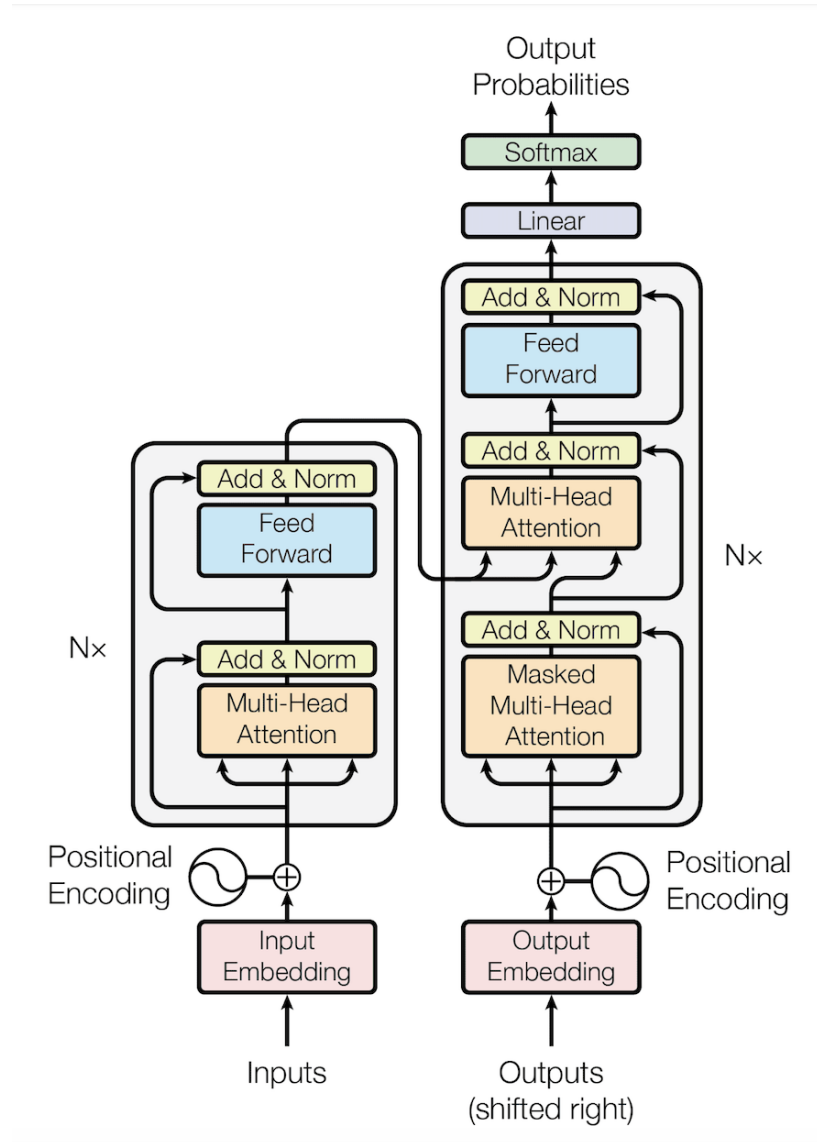 Output
Probabilities
Softmax
Linear
Add & Norm
Feed
Forward
Add & Norm
Multi-Head
Attention
Add & Norm
Masked
Multi-Head
Attention
Nx
Add & Norm
Feed
Forward
Add & Norm
Multi-Head
Attention
Nx
Positional
Encoding
Positional
Encoding
Input
Embedding
Output
Embedding
Inputs
Outputs
(shifted right)